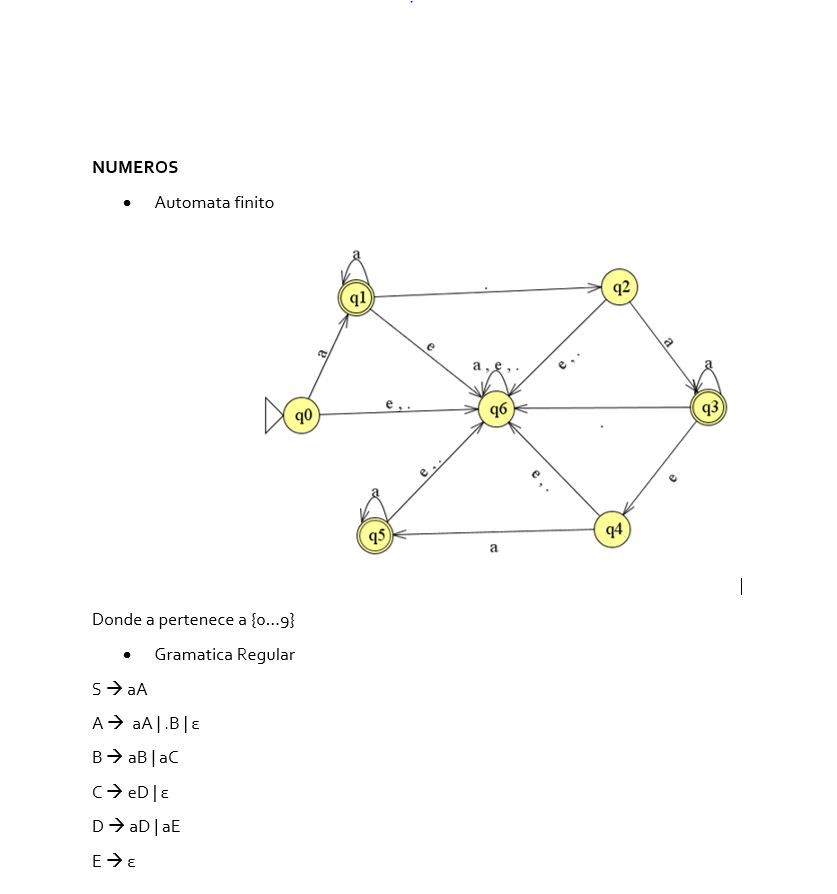 NUMEROS
• Automata finito
a
q1
.
q2
a
e
a
a , e , .
e , .
a
q0
e , .
q6
.
q3
e , .
e , .
e
a
q5
a
q4
Donde a pertenece a {0...9}
• Gramatica Regular
S → aA
A → aA | .B | ε
B → aB | aC
C → eD | ε
D → aD | aE
E → ε